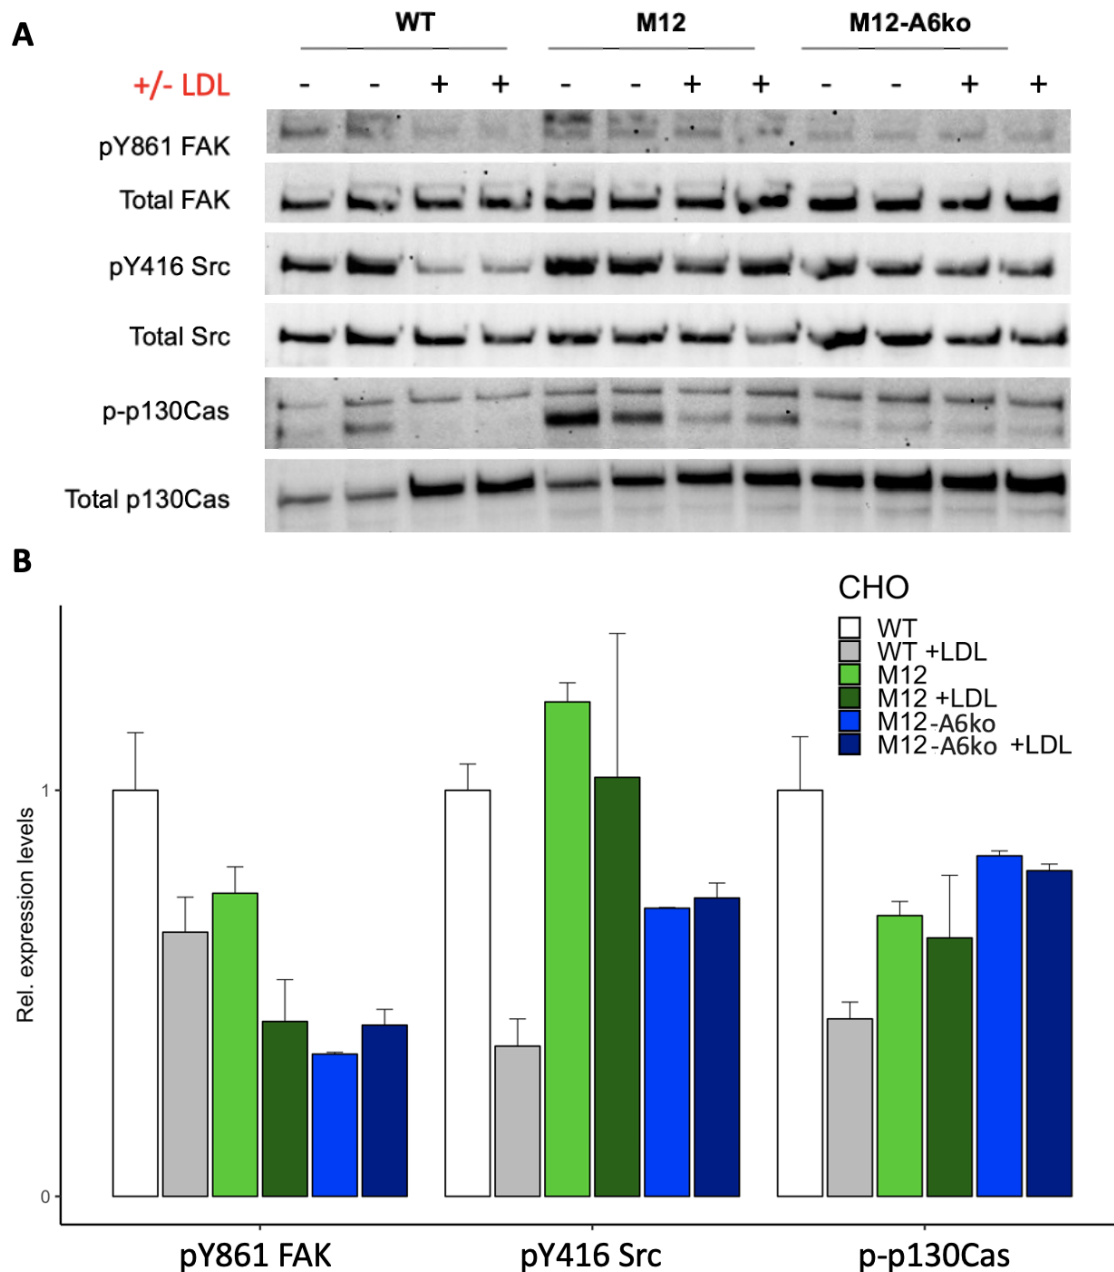 A
WT M12 M12-A6ko
+/- LDL - - + + - - + + - - + +
pY861 FAK
Total FAK
pY416 Src
Total Src
p-p130Cas
Total p130Cas
B
CHO
WT
WT +LDL
M12
M12 +LDL
M12-A6ko
M12-A6ko +LDL
Rel. expression levels
1
0
pY861 FAK pY416 Src p-p130Cas